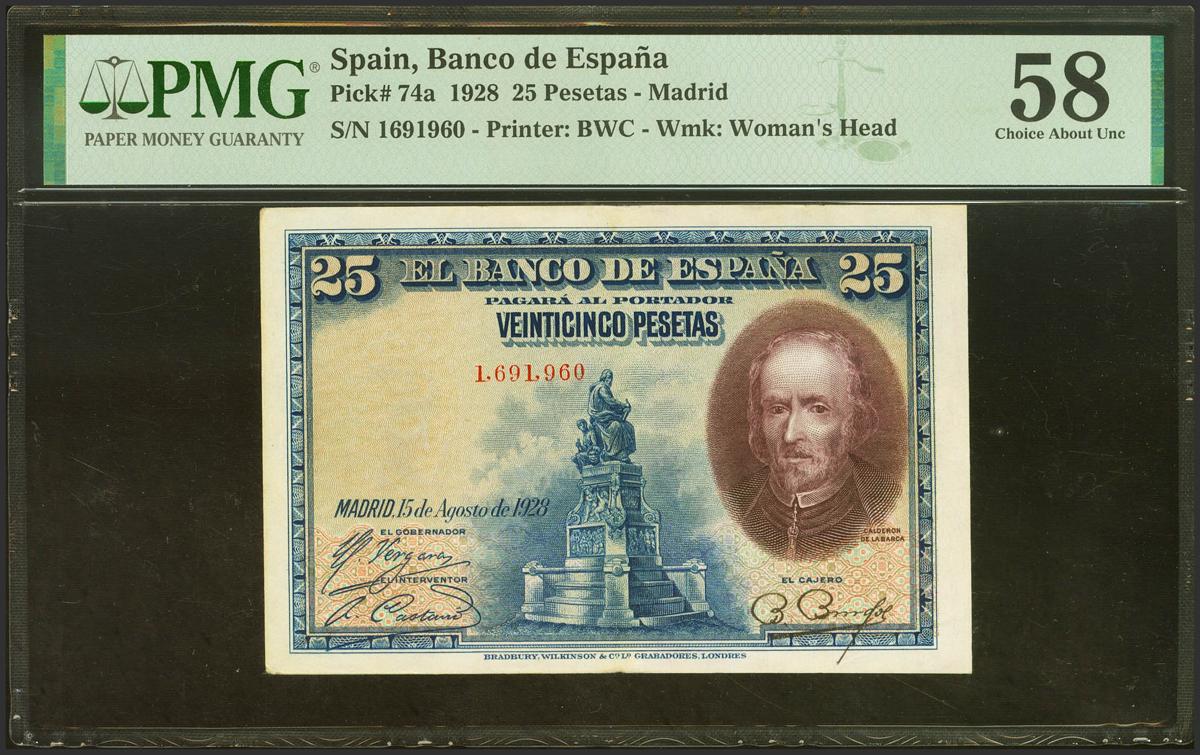 PMG®
PAPER MONEY GUARANTY
Spain, Banco de España
Pick# 74a 1928 25 Pesetas - Madrid
S/N 1691960 - Printer: BWC - Wmk: Woman's Head
58
Choice About Unc
25 EL BANCO DE ESPAÑA 25
PAGARÁ AL PORTADOR
VEINTICINCO PESETAS
1,691,960
MADRID, 15 de Agosto de 1928
EL GOBERNADOR
Vergara
EL INTERVENTOR
CALDERON
DE LA BARCA
EL CAJERO
BRADBURY, WILKINSON & Cº Lº GRABADORES, LONDRES